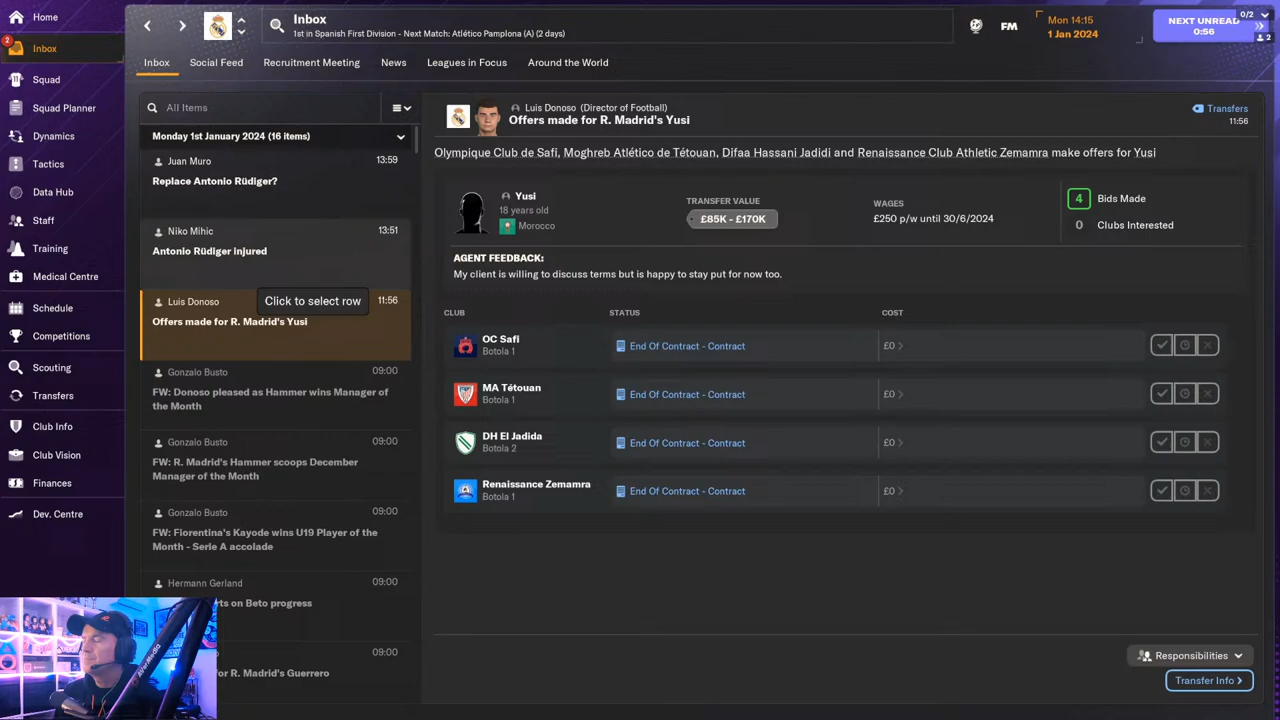 Home
2
Inbox
Squad
Squad Planner
Dynamics
Tactics
Data Hub
Staff
Training
Medical Centre
Schedule
Competitions
Scouting
Transfers
Club Info
Club Vision
Finances
Dev. Centre
Inbox
1st in Spanish First Division - Next Match: Atlético Pamplona (A) (2 days)
FM
Mon 14:15
1 Jan 2024
NEXT UNREAD
0:56
0/2
2
Inbox
Social Feed
Recruitment Meeting
News
Leagues in Focus
Around the World
All Items
Monday 1st January 2024 (16 items)
Juan Muro 13:59
Replace Antonio Rüdiger?
Niko Mihic 13:51
Antonio Rüdiger injured
Luis Donoso 11:56
Click to select row
Offers made for R. Madrid's Yusi
Gonzalo Busto 09:00
FW: Donoso pleased as Hammer wins Manager of
the Month
Gonzalo Busto 09:00
FW: R. Madrid's Hammer scoops December
Manager of the Month
Gonzalo Busto 09:00
FW: Fiorentina's Kayode wins U19 Player of the
Month - Serie A accolade
Hermann Gerland 09:00
on Beto progress
09:00
for R. Madrid's Guerrero
Luis Donoso (Director of Football)
Offers made for R. Madrid's Yusi
Transfers
11:56
Olympique Club de Safi, Moghreb Atlético de Tétouan, Difaa Hassani Jadidi and Renaissance Club Athletic Zemamra make offers for Yusi
Yusi
18 years old
Morocco
TRANSFER VALUE
£85K - £170K
WAGES
£250 p/w until 30/6/2024
4 Bids Made
0 Clubs Interested
AGENT FEEDBACK:
My client is willing to discuss terms but is happy to stay put for now too.
CLUB STATUS COST
OC Safi
Botola 1
End Of Contract - Contract
£0
MA Tétouan
Botola 1
End Of Contract - Contract
£0
DH El Jadida
Botola 2
End Of Contract - Contract
£0
Renaissance Zemamra
Botola 1
End Of Contract - Contract
£0
Responsibilities
Transfer Info